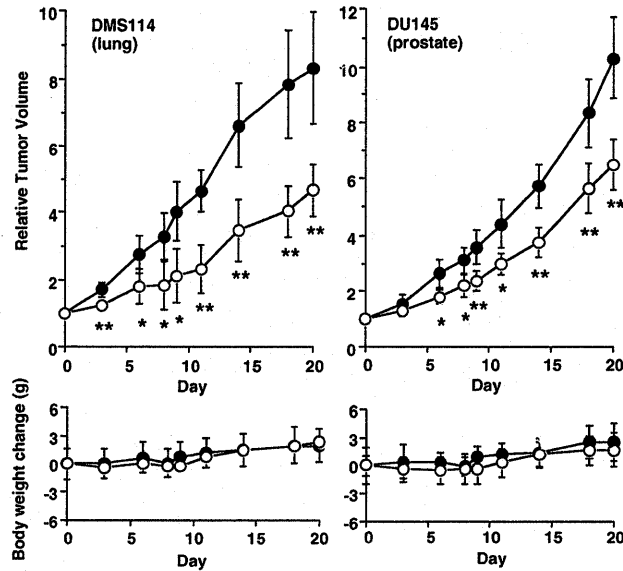 DMS114
(lung)
Relative Tumor Volume
10
8
6
4
2
0
** * * * ** ** ** **
0 5 10 15 20
Day
DU145
(prostate)
12
10
8
6
4
2
0
* * ** * ** ** **
0 5 10 15 20
Day
Body weight change (g)
6
3
0
-3
-6
0 5 10 15 20
Day
6
3
0
-3
-6
0 5 10 15 20
Day